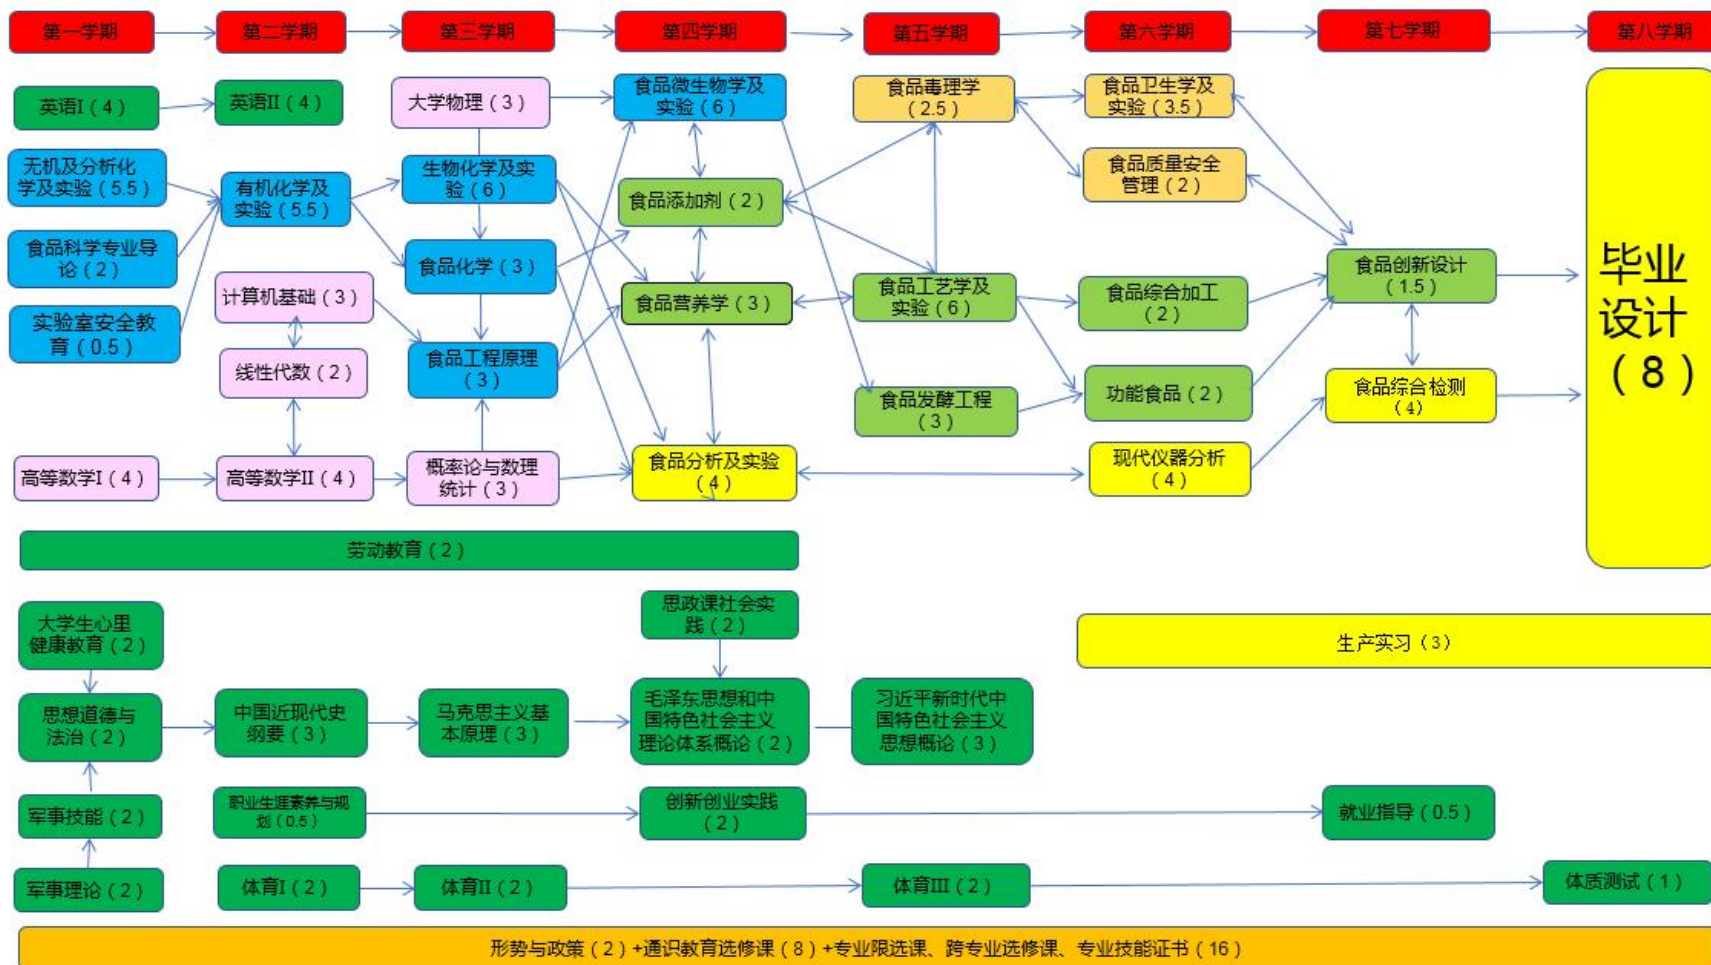 第一学期
第二学期
第三学期
第四学期
第五学期
第六学期
第七学期
第八学期
英语I（4）
英语II（4）
大学物理（3）
食品微生物学及
实验（6）
食品毒理学
（2.5）
食品卫生学及
实验（3.5）
无机及分析化
学及实验（5.5）
有机化学及
实验（5.5）
生物化学及实
验（6）
食品添加剂（2）
食品质量安全
管理（2）
食品科学专业导
论（2）
食品化学（3）
食品创新设计
（1.5）
毕业
设计
（8）
计算机基础（3）
食品营养学（3）
食品工艺学及
实验（6）
食品综合加工
（2）
实验室安全教
育（0.5）
线性代数（2）
食品工程原理
（3）
食品发酵工程
（3）
功能食品（2）
食品综合检测
（4）
高等数学I（4）
高等数学II（4）
概率论与数理
统计（3）
食品分析及实验
（4）
现代仪器分析
（4）
劳动教育（2）
大学生心里
健康教育（2）
思政课社会实
践（2）
生产实习（3）
思想道德与
法治（2）
中国近现代史
纲要（3）
马克思主义基
本原理（3）
毛泽东思想和中
国特色社会主义
理论体系概论（2）
习近平新时代中
国特色社会主义
思想概论（3）
军事技能（2）
职业生涯素养与规
划（0.5）
创新创业实践
（2）
就业指导（0.5）
军事理论（2）
体育I（2）
体育II（2）
体育III（2）
体质测试（1）
形势与政策（2）+通识教育选修课（8）+专业限选课、跨专业选修课、专业技能证书（16）